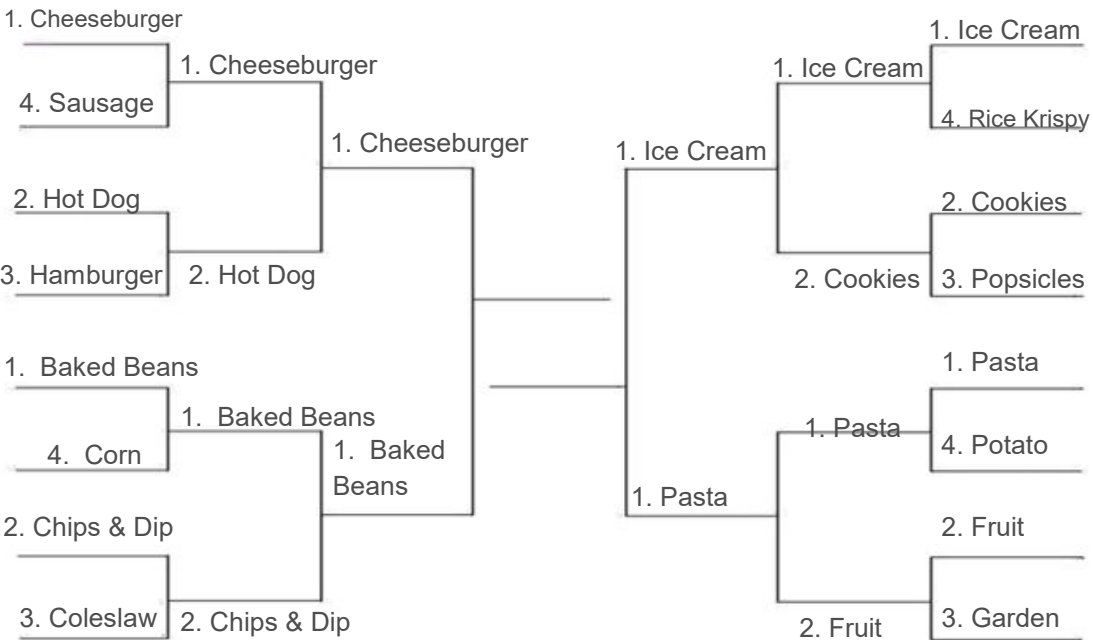 1. Cheeseburger
4. Sausage
2. Hot Dog
3. Hamburger
1. Baked Beans
4. Corn
2. Chips & Dip
3. Coleslaw
1. Cheeseburger
2. Hot Dog
1. Baked Beans
2. Chips & Dip
1. Cheeseburger
1. Baked
Beans
1. Ice Cream
1. Pasta
1. Ice Cream
2. Cookies
1. Pasta
2. Fruit
1. Ice Cream
4. Rice Krispy
2. Cookies
3. Popsicles
1. Pasta
4. Potato
2. Fruit
3. Garden